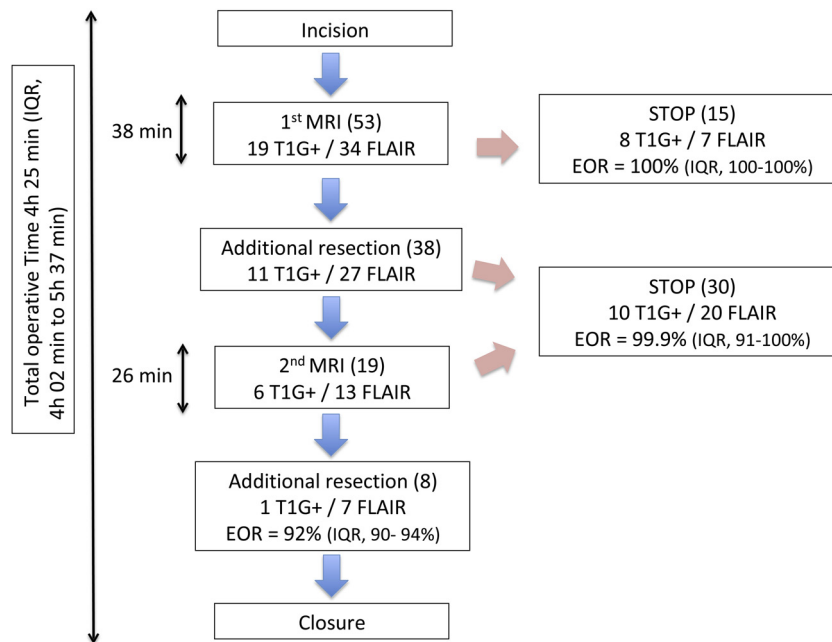 Total operative Time 4h 25 min (IQR,
4h 02 min to 5h 37 min)
Incision
38 min
1st MRI (53)
19 T1G+ / 34 FLAIR
STOP (15)
8 T1G+ / 7 FLAIR
EOR = 100% (IQR, 100-100%)
Additional resection (38)
11 T1G+ / 27 FLAIR
STOP (30)
10 T1G+ / 20 FLAIR
EOR = 99.9% (IQR, 91-100%)
26 min
2nd MRI (19)
6 T1G+ / 13 FLAIR
Additional resection (8)
1 T1G+ / 7 FLAIR
EOR = 92% (IQR, 90- 94%)
Closure